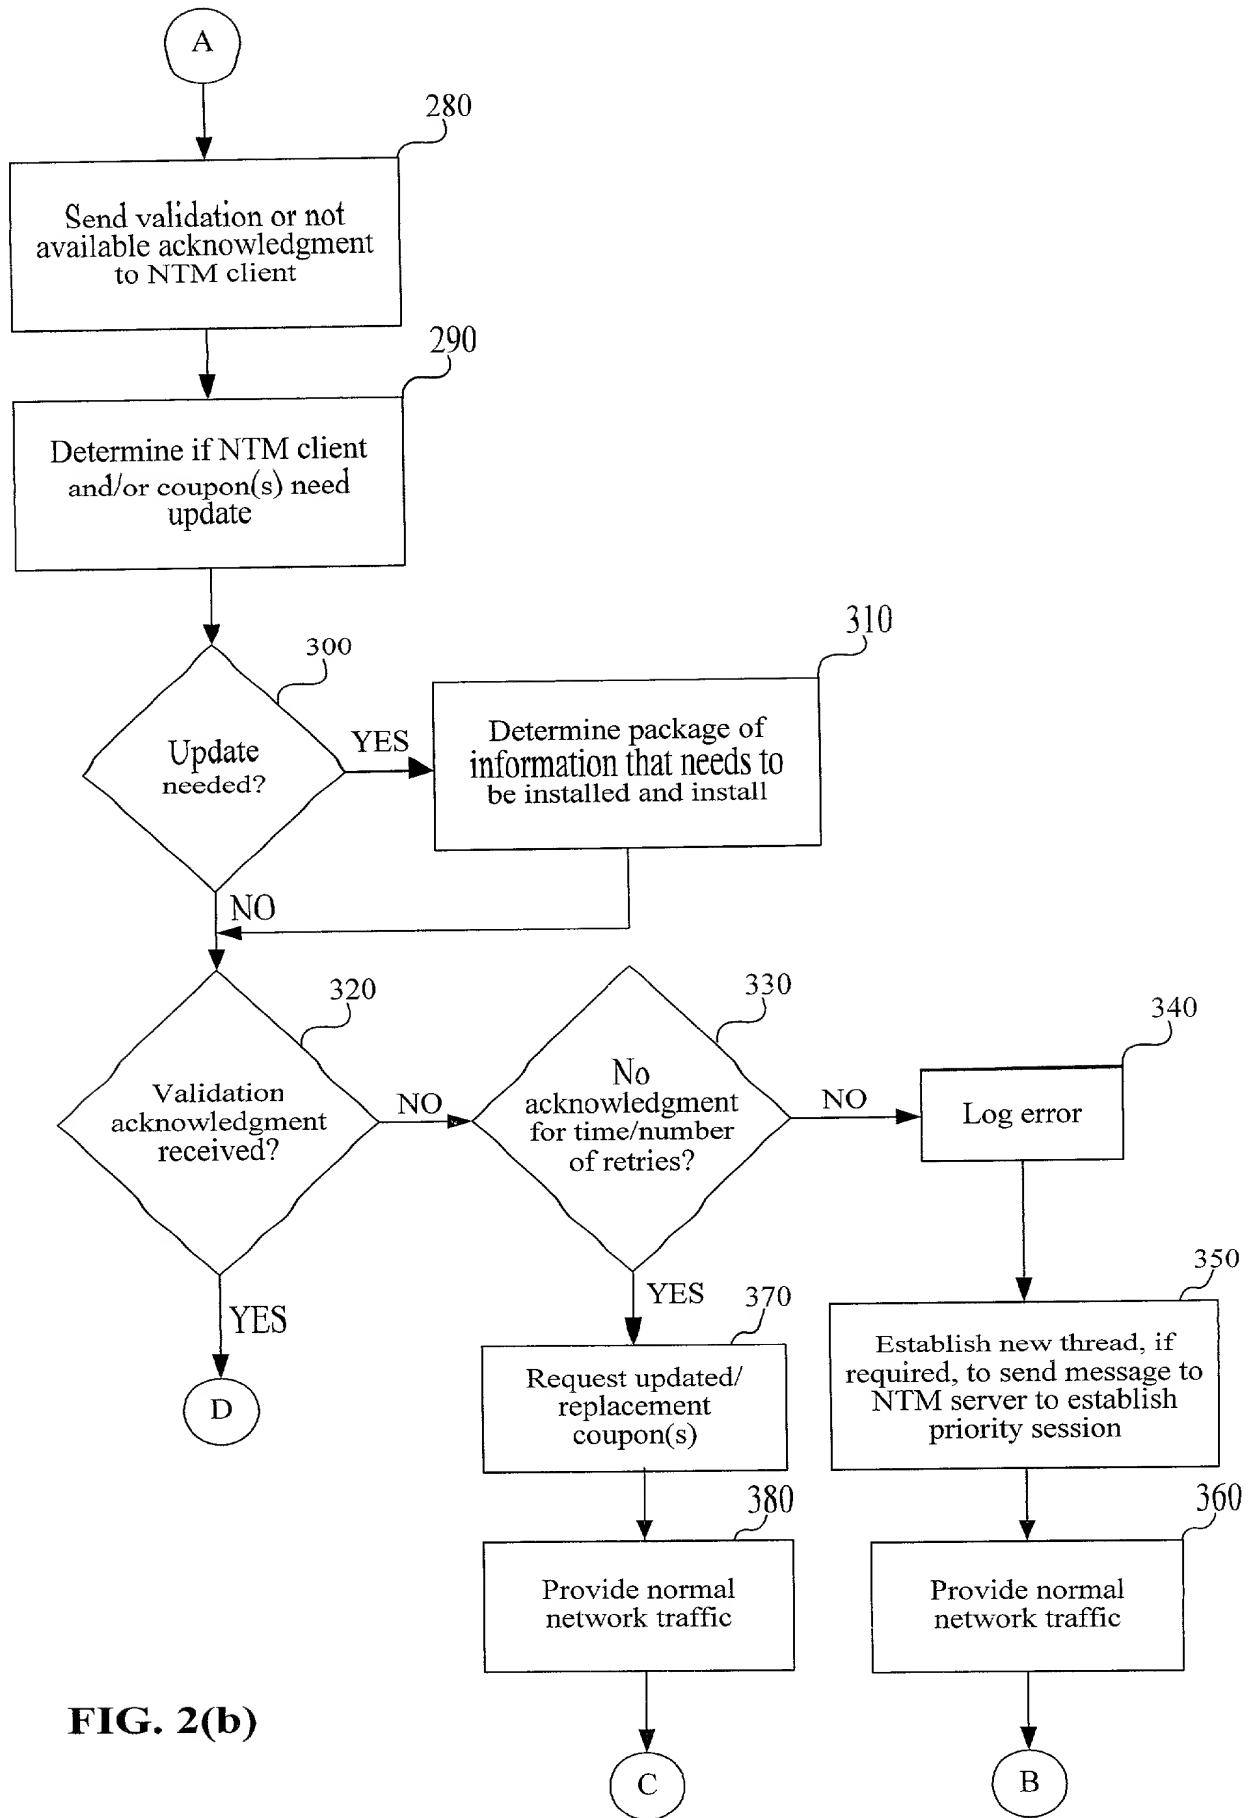 A
280
Send validation or not
available acknowledgment
to NTM client
290
Determine if NTM client
and/or coupon(s) need
update
300
Update
needed?
YES
310
Determine package of
information that needs to
be installed and install
NO
320
Validation
acknowledgment
received?
NO
330
No
acknowledgment
for time/number
of retries?
NO
340
Log error
YES
D
YES
370
Request updated/
replacement
coupon(s)
350
Establish new thread, if
required, to send message to
NTM server to establish
priority session
380
Provide normal
network traffic
360
Provide normal
network traffic
FIG. 2(b)
C
B